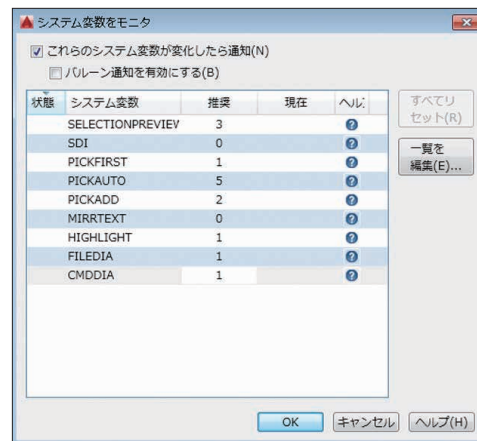 システム変数をモニタ
これらのシステム変数が変化したら通知(N)
バルーン通知を有効にする(B)
状態 システム変数 推奨 現在 ヘル:
SELECTIONPREVIEV 3
SDI 0
PICKFIRST 1
PICKAUTO 5
PICKADD 2
MIRRTEXT 0
HIGHLIGHT 1
FILEDIA 1
CMDDIA 1
すべてリ
セット(R)
一覧を
編集(E)...
OK キャンセル ヘルプ(H)